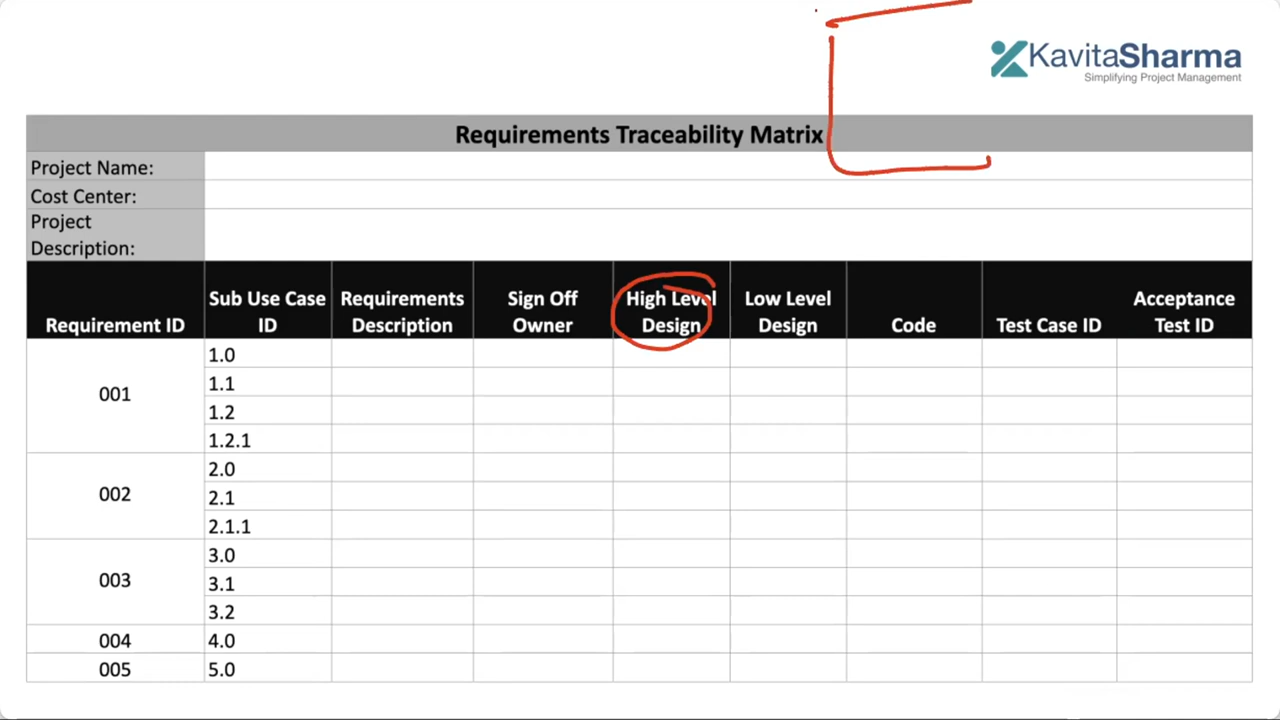 KavitaSharma
Simplifying Project Management
Requirements Traceability Matrix
Project Name:
Cost Center:
Project
Description:
Requirement ID
Sub Use Case
ID
Requirements
Description
Sign Off
Owner
High Level
Design
Low Level
Design
Code
Test Case ID
Acceptance
Test ID
001
1.0
1.1
1.2
1.2.1
002
2.0
2.1
2.1.1
003
3.0
3.1
3.2
004
4.0
005
5.0